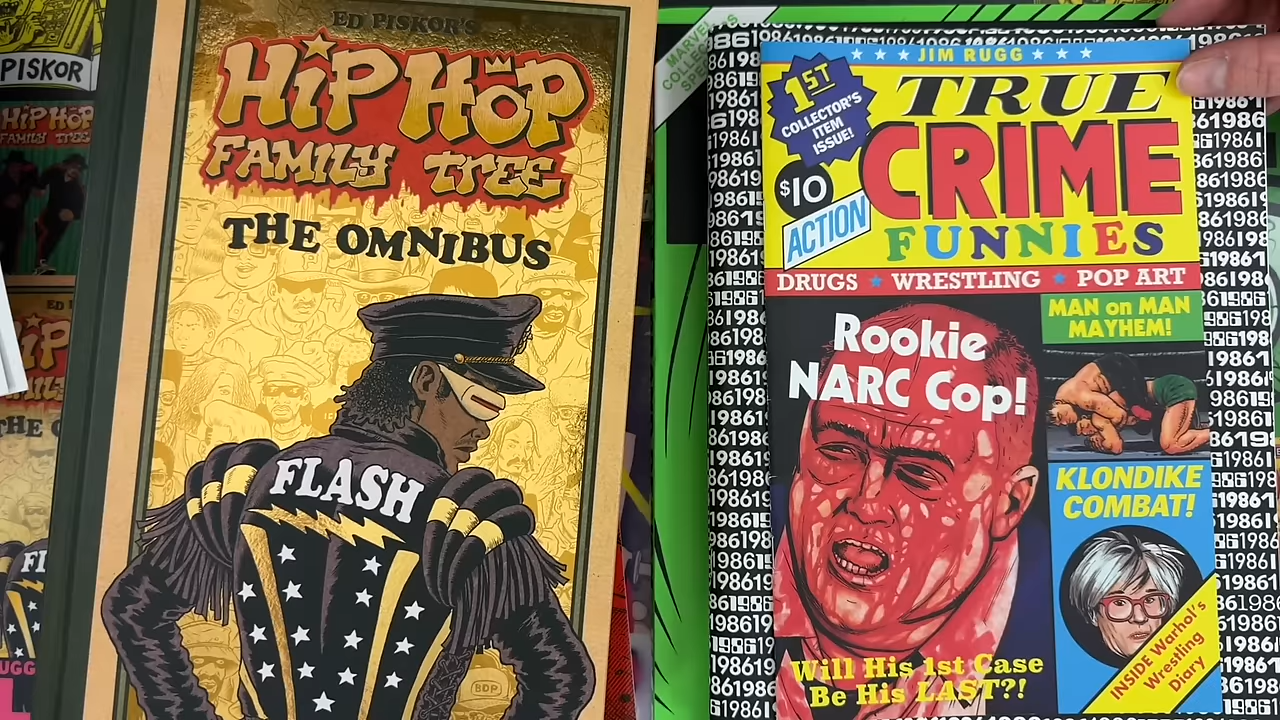 PISKOR
HIP HOP
FAMILY TREE
ED PISKOR'S
HIP HOP
FAMILY TREE
THE OMNIBUS
FLASH
BDP
MARVEL
JIM RUGG
1ST
COLLECTOR'S
ITEM
ISSUE!
TRUE
CRIME
FUNNIES
$10
ACTION
DRUGS ★ WRESTLING ★ POP ART
Rookie
NARC Cop!
MAN on MAN
MAYHEM!
KLONDIKE
COMBAT!
INSIDE Warhol's
Wrestling
Diary
Will His 1st Case
Be His LAST?!
1986